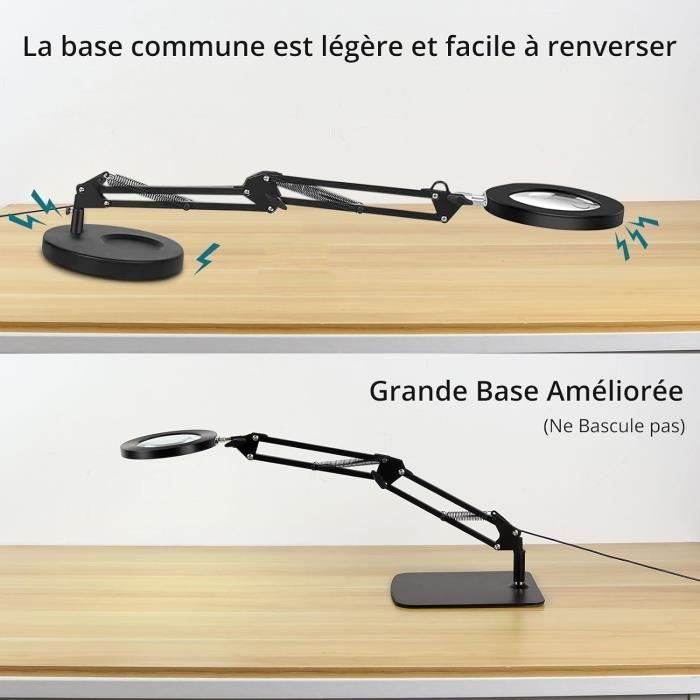 La base commune est légère et facile à renverser
Grande Base Améliorée
(Ne Bascule pas)